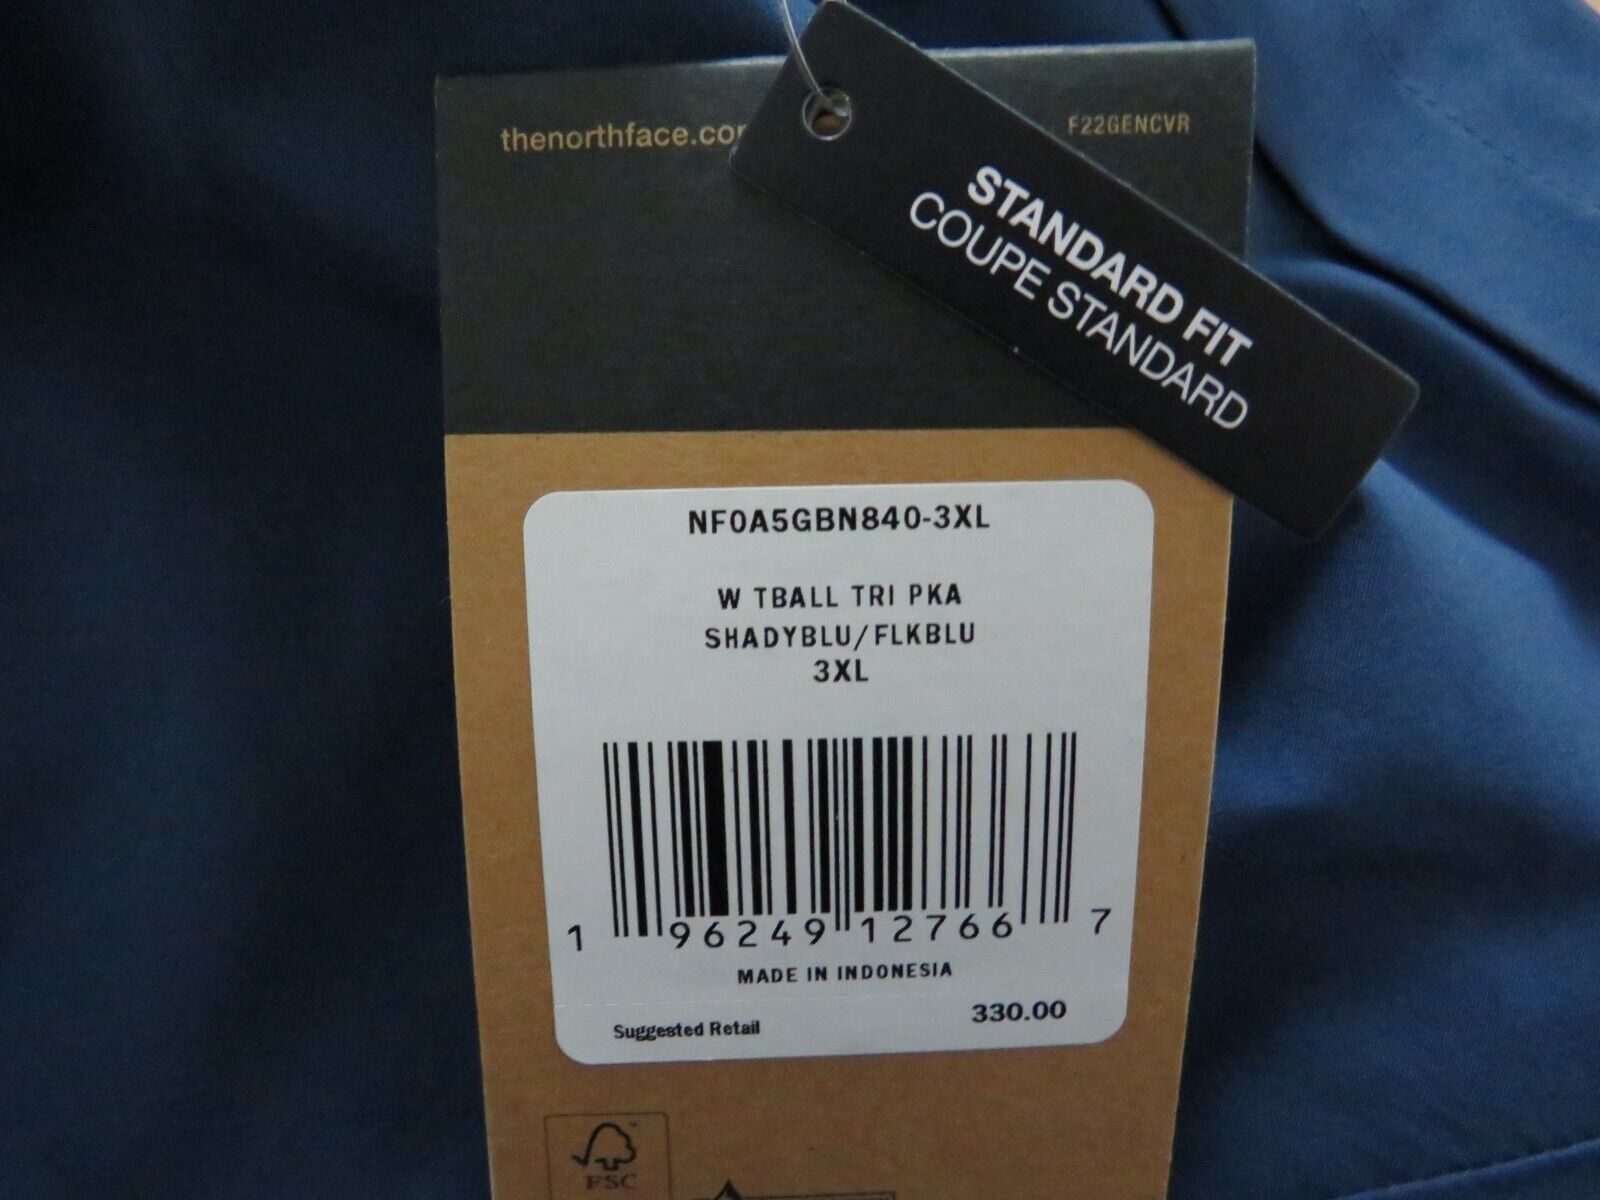 thenorthface.co
F22GENCVR
STANDARD FIT
COUPE STANDARD
NF0A5GBN840-3XL
W TBALL TRI PKA
SHADYBLU/FLKBLU
3XL
1 96249 12766 7
MADE IN INDONESIA
Suggested Retail 330.00
FSC